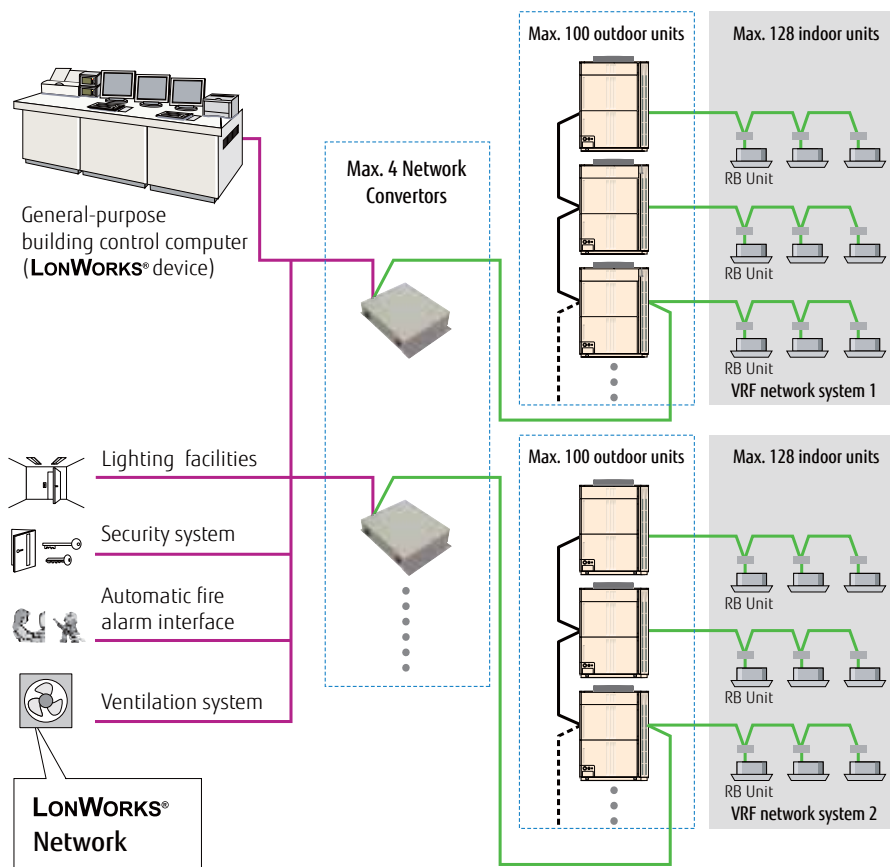 Max. 100 outdoor units
Max. 128 indoor units
RB Unit
RB Unit
RB Unit
VRF network system 1
Max. 4 Network
Convertors
General-purpose
building control computer
(LONWORKS® device)
Lighting facilities
Security system
Automatic fire
alarm interface
Ventilation system
LONWORKS®
Network
Max. 100 outdoor units
Max. 128 indoor units
RB Unit
RB Unit
RB Unit
VRF network system 2